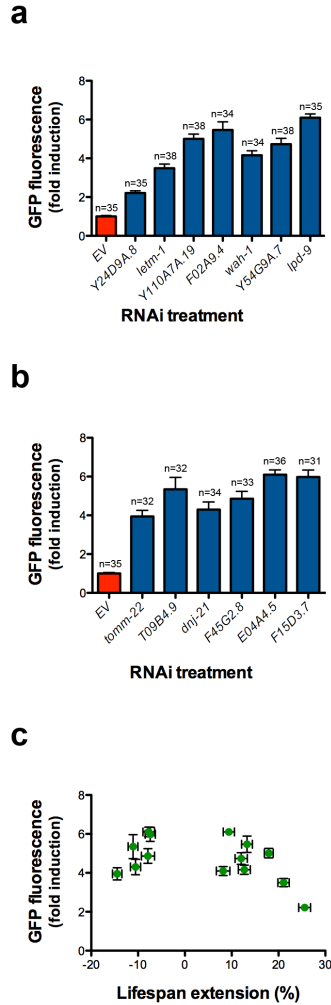 a
GFP fluorescence
(fold induction)
8
6
4
2
0
n=35
n=35
n=38
n=38
n=34
n=34
n=38
n=35
EV
Y24D9A.8
letm-1
Y110A7A.19
F02A9.4
wah-1
Y54G9A.7
lpd-9
RNAi treatment
b
GFP fluorescence
(fold induction)
8
6
4
2
0
n=35
n=32
n=32
n=34
n=33
n=36
n=31
EV
tomm-22
T09B4.9
dnj-21
F45G2.8
E04A4.5
F15D3.7
RNAi treatment
c
GFP fluorescence
(fold induction)
8
6
4
2
0
-20 -10 0 10 20 30
Lifespan extension (%)